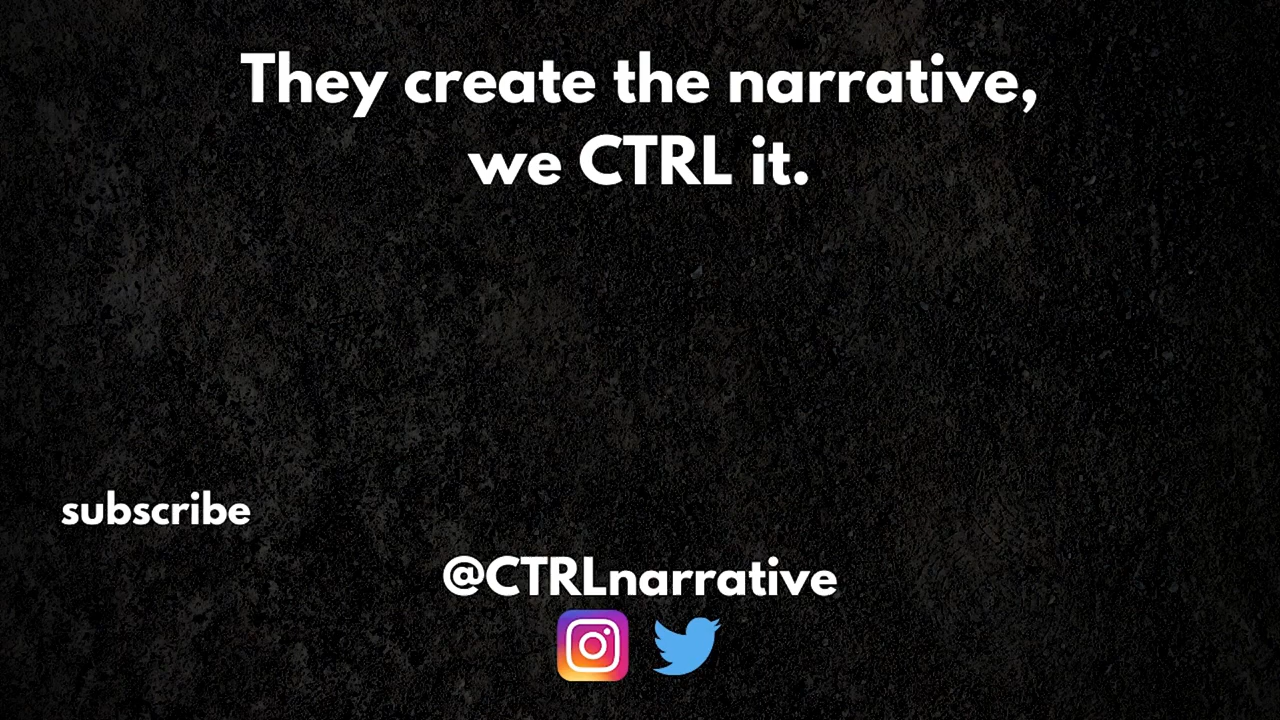 They create the narrative,
we CTRL it.
subscribe
@CTRLnarrative